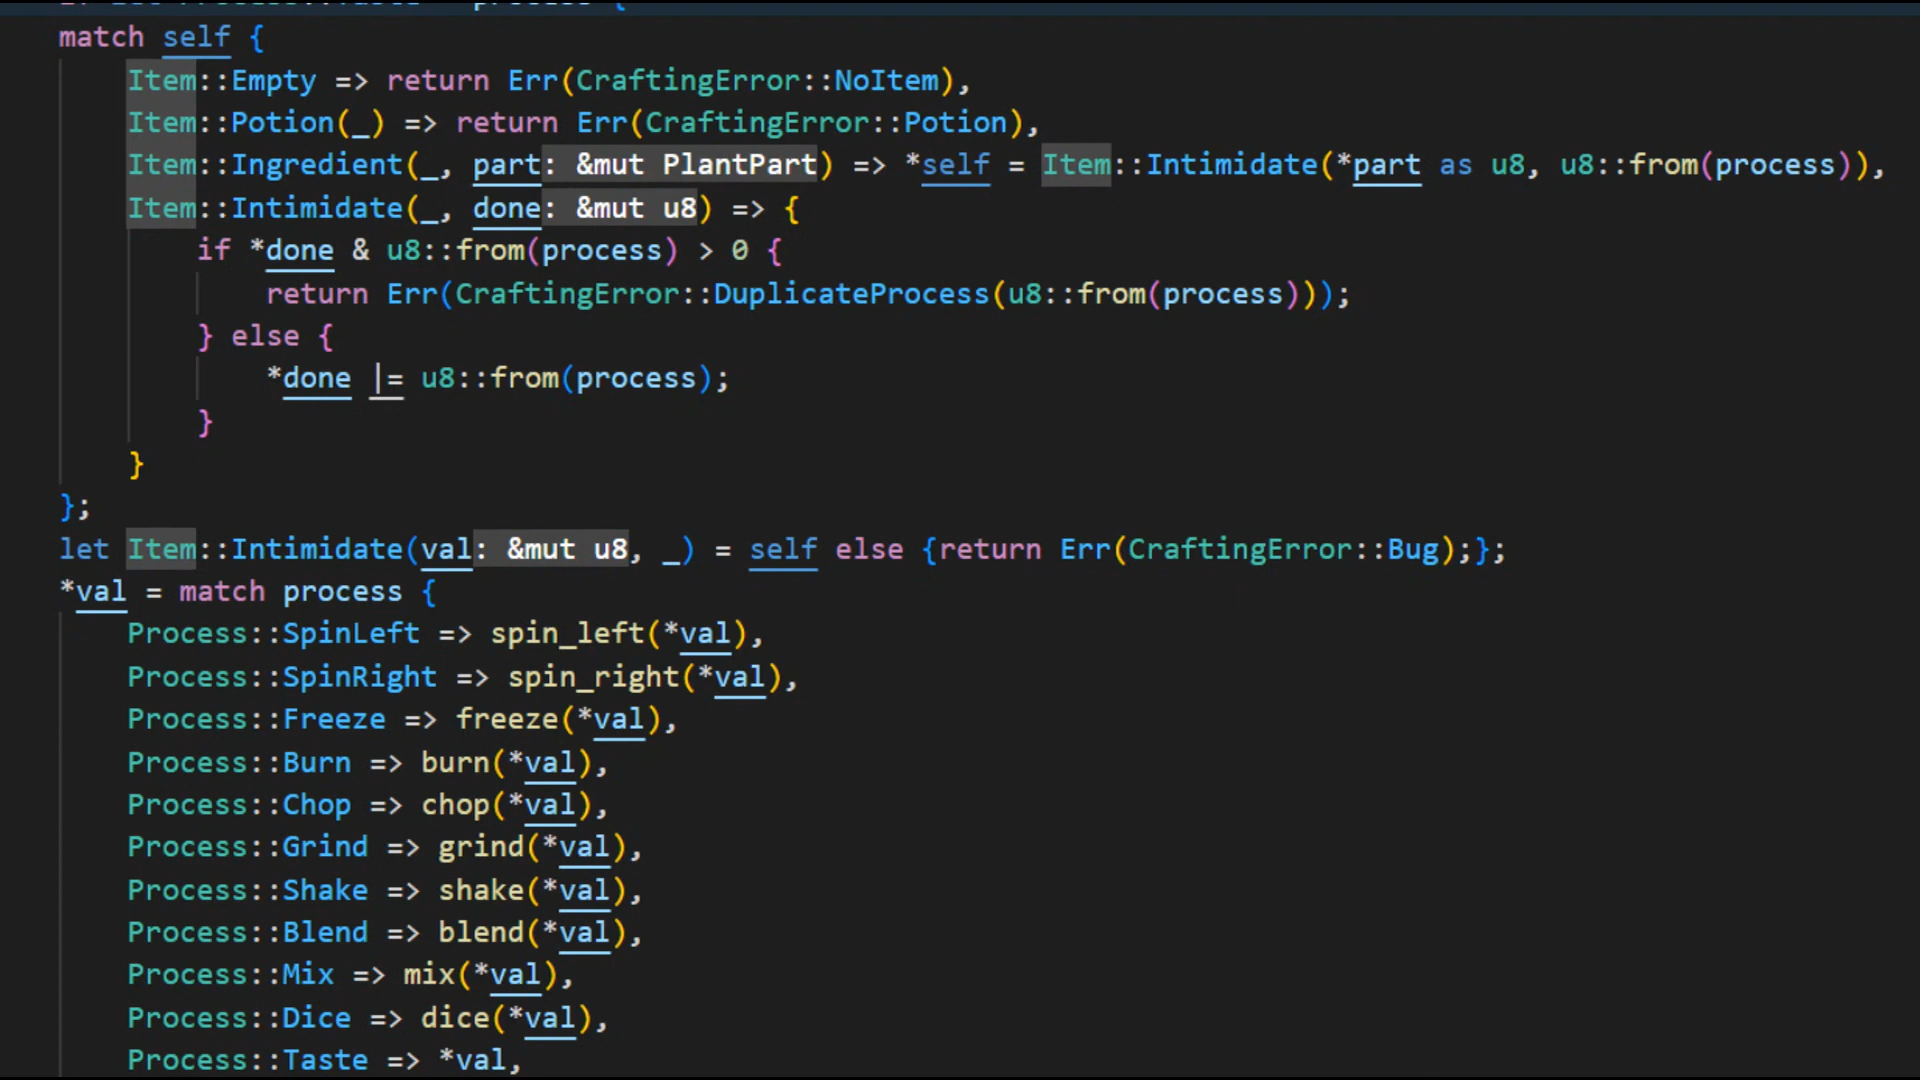 match self {
Item::Empty => return Err(CraftingError::NoItem),
Item::Potion(_) => return Err(CraftingError::Potion),
Item::Ingredient(_, part: &mut PlantPart) => *self = Item::Intimidate(*part as u8, u8::from(process)),
Item::Intimidate(_, done: &mut u8) => {
if *done & u8::from(process) > 0 {
return Err(CraftingError::DuplicateProcess(u8::from(process)));
} else {
*done |= u8::from(process);
}
}
};
let Item::Intimidate(val: &mut u8, _) = self else {return Err(CraftingError::Bug);};
*val = match process {
Process::SpinLeft => spin_left(*val),
Process::SpinRight => spin_right(*val),
Process::Freeze => freeze(*val),
Process::Burn => burn(*val),
Process::Chop => chop(*val),
Process::Grind => grind(*val),
Process::Shake => shake(*val),
Process::Blend => blend(*val),
Process::Mix => mix(*val),
Process::Dice => dice(*val),
Process::Taste => *val,